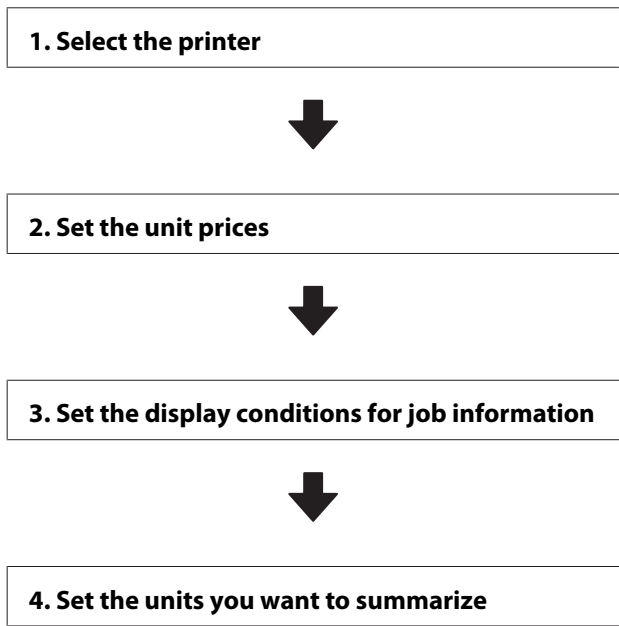 1. Select the printer
2. Set the unit prices
3. Set the display conditions for job information
4. Set the units you want to summarize